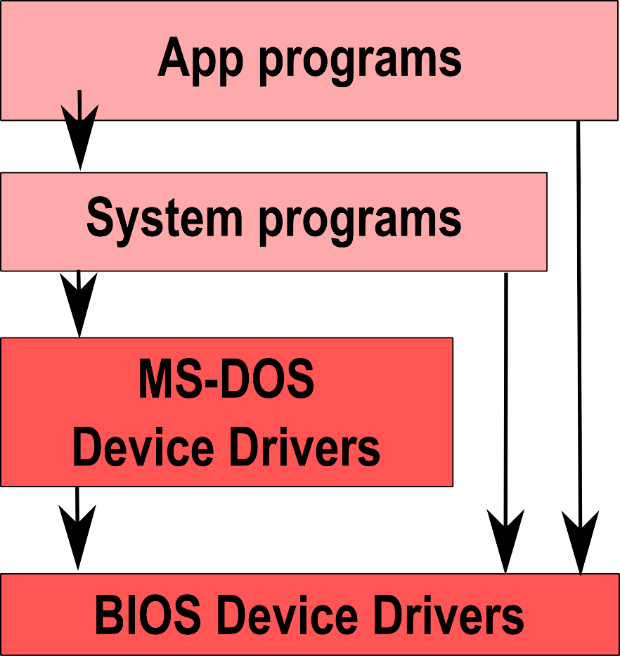 App programs
System programs
MS-DOS
Device Drivers
BIOS Device Drivers